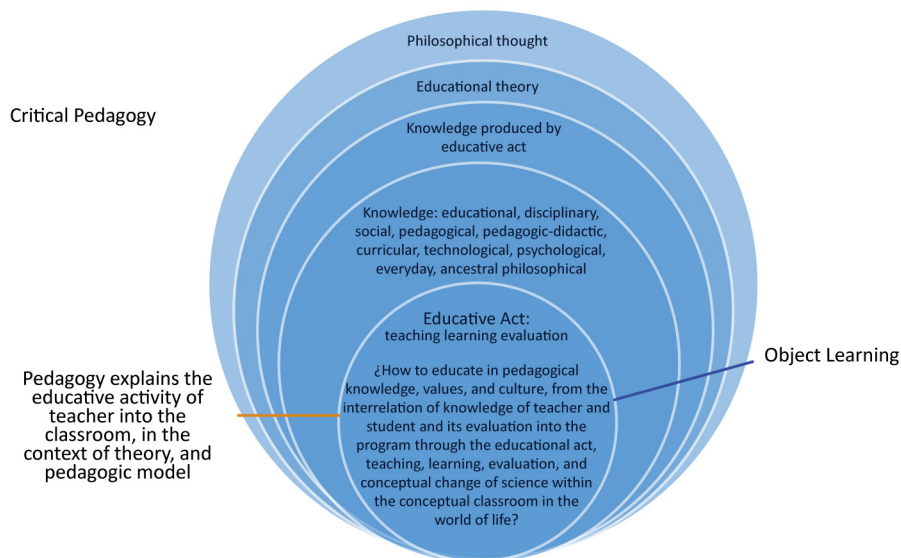 Philosophical thought
Educational theory
Critical Pedagogy
Knowledge produced by
educative act
Knowledge: educational, disciplinary,
social, pedagogical, pedagogic-didactic,
curricular, technological, psychological,
everyday, ancestral philosophical
Educative Act:
teaching learning evaluation
¿How to educate in pedagogical
knowledge, values, and culture, from the
interrelation of knowledge of teacher and
student and its evaluation into the
program through the educational act,
teaching, learning, evaluation, and
conceptual change of science within
the conceptual classroom in the
world of life?
Object Learning
Pedagogy explains the
educative activity of
teacher into the
classroom, in the
context of theory, and
pedagogic model